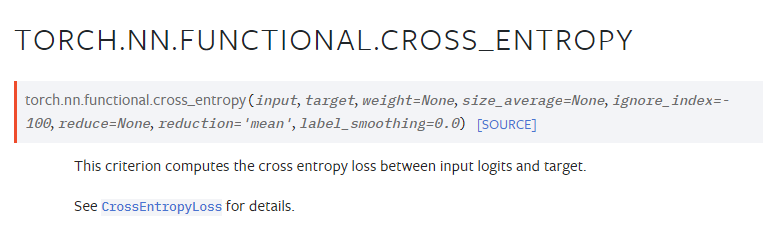 TORCH.NN.FUNCTIONAL.CROSS_ENTROPY
torch.nn.functional.cross_entropy(input, target, weight=None, size_average=None, ignore_index=-
100, reduce=None, reduction='mean', label_smoothing=0.0) [SOURCE]
This criterion computes the cross entropy loss between input logits and target.
See CrossEntropyLoss for details.